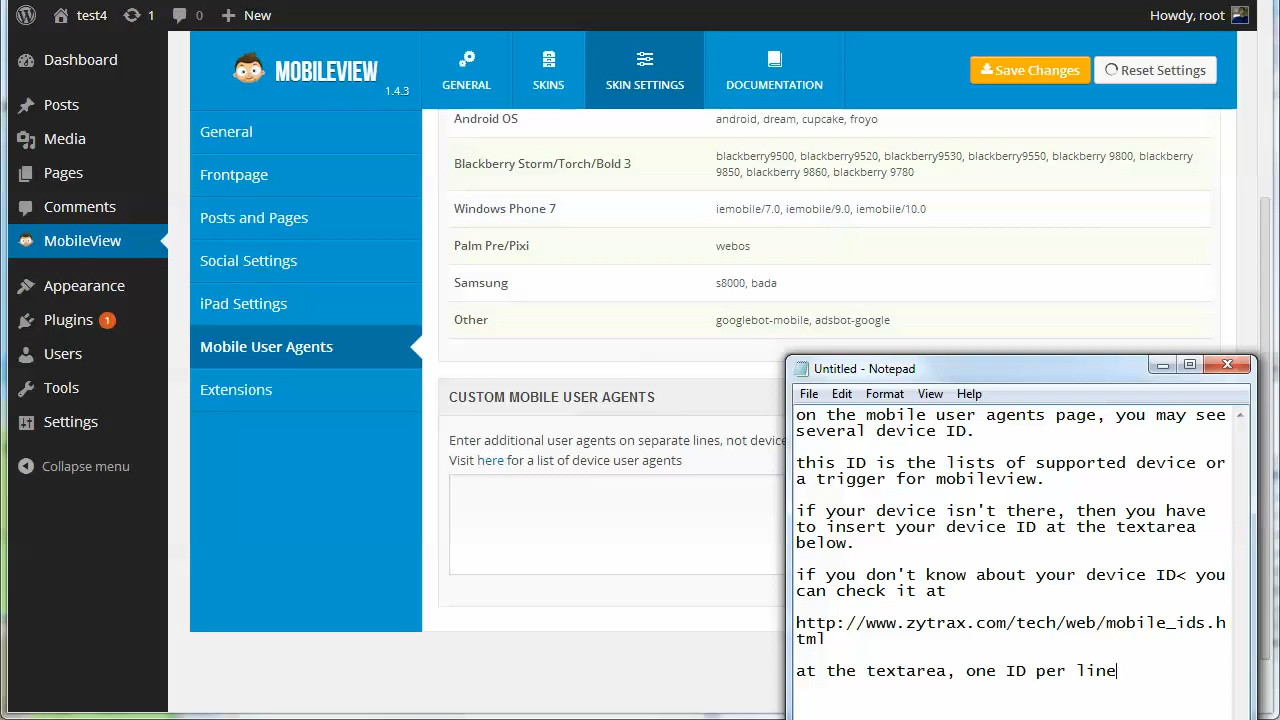 test4
1
0
New
Howdy, root
Dashboard
Posts
Media
Pages
Comments
MobileView
Appearance
Plugins 1
Users
Tools
Settings
Collapse menu
MOBILEVIEW
1.4.3
GENERAL
SKINS
SKIN SETTINGS
DOCUMENTATION
Save Changes
Reset Settings
General
Frontpage
Posts and Pages
Social Settings
iPad Settings
Mobile User Agents
Extensions
Android OS android, dream, cupcake, froyo
Blackberry Storm/Torch/Bold 3 blackberry9500, blackberry9520, blackberry9530, blackberry9550, blackberry 9800, blackberry
9850, blackberry 9860, blackberry 9780
Windows Phone 7 iemobile/7.0, iemobile/9.0, iemobile/10.0
Palm Pre/Pixi webos
Samsung s8000, bada
Other googlebot-mobile, adsbot-google
CUSTOM MOBILE USER AGENTS
Enter additional user agents on separate lines, not device
Visit here for a list of device user agents
Untitled - Notepad
File Edit Format View Help
on the mobile user agents page, you may see
several device ID.
this ID is the lists of supported device or
a trigger for mobileview.
if your device isn't there, then you have
to insert your device ID at the textarea
below.
if you don't know about your device ID< you
can check it at
http://www.zytrax.com/tech/web/mobile_ids.h
tml
at the textarea, one ID per line